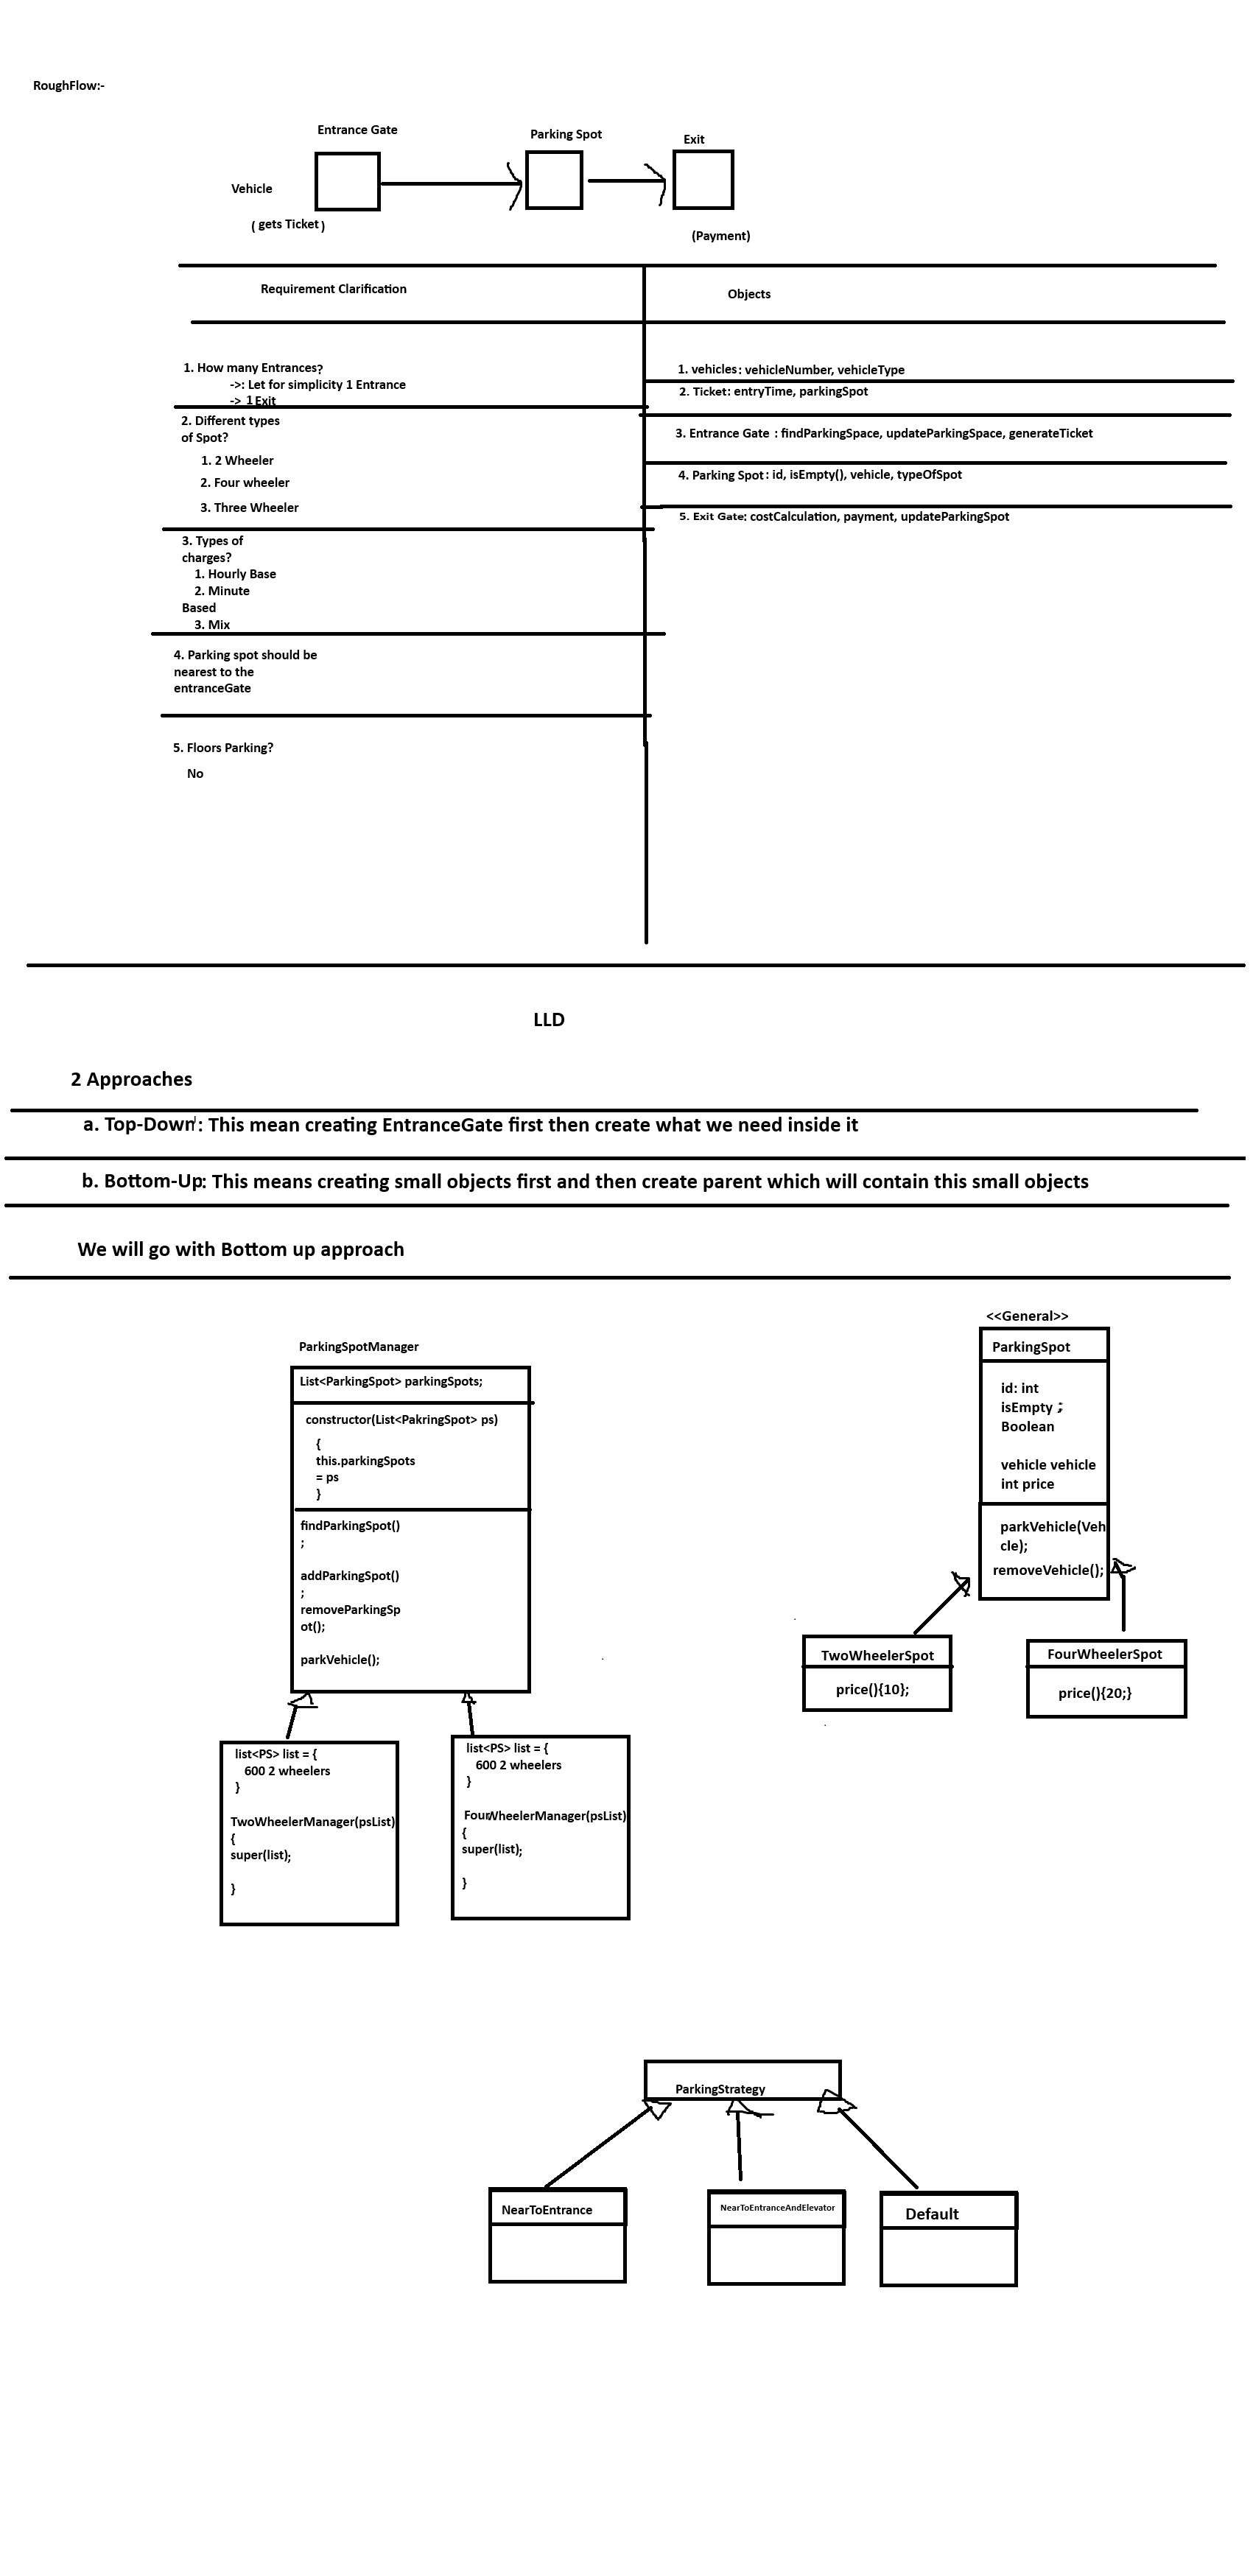 RoughFlow:-
Entrance Gate
Parking Spot
Exit
Vehicle
( gets Ticket )
(Payment)
Requirement Clarification
Objects
1. How many Entrances?
->: Let for simplicity 1 Entrance
-> 1 Exit
2. Different types
of Spot?
1. 2 Wheeler
2. Four wheeler
3. Three Wheeler
3. Types of
charges?
1. Hourly Base
2. Minute
Based
3. Mix
4. Parking spot should be
nearest to the
entranceGate
5. Floors Parking?
No
1. vehicles: vehicleNumber, vehicleType
2. Ticket: entryTime, parkingSpot
3. Entrance Gate : findParkingSpace, updateParkingSpace, generateTicket
4. Parking Spot: id, isEmpty(), vehicle, typeOfSpot
5. Exit Gate: costCalculation, payment, updateParkingSpot
LLD
2 Approaches
a. Top-Down: This mean creating EntranceGate first then create what we need inside it
b. Bottom-Up: This means creating small objects first and then create parent which will contain this small objects
We will go with Bottom up approach
ParkingSpotManager
List<ParkingSpot> parkingSpots;
constructor(List<PakringSpot> ps)
{
this.parkingSpots
= ps
}
findParkingSpot()
;
addParkingSpot()
;
removeParkingSp
ot();
parkVehicle();
list<PS> list = {
600 2 wheelers
}
TwoWheelerManager(psList)
{
super(list);
}
list<PS> list = {
600 2 wheelers
}
FourWheelerManager(psList)
{
super(list);
}
<<General>>
ParkingSpot
id: int
isEmpty ;
Boolean
vehicle vehicle
int price
parkVehicle(Veh
cle);
removeVehicle();
TwoWheelerSpot
price(){10};
FourWheelerSpot
price(){20;}
ParkingStrategy
NearToEntrance
NearToEntranceAndElevator
Default